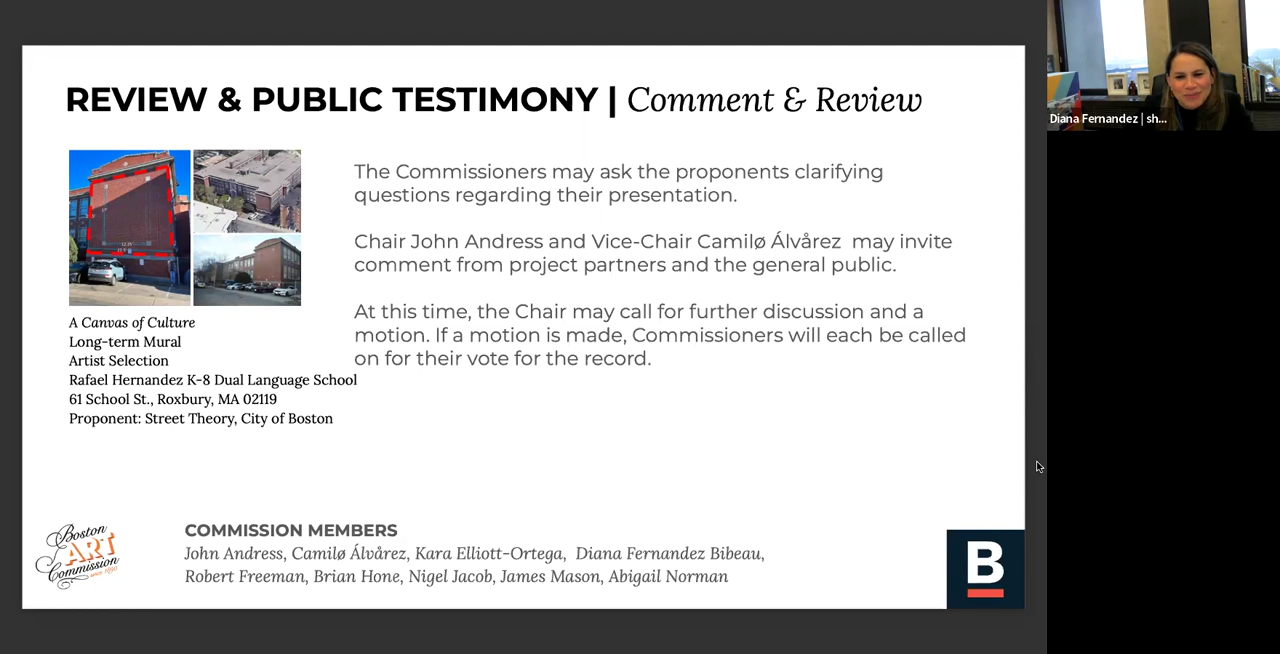 REVIEW & PUBLIC TESTIMONY | Comment & Review
The Commissioners may ask the proponents clarifying
questions regarding their presentation.
Chair John Andress and Vice-Chair Camilø Álvårez may invite
comment from project partners and the general public.
At this time, the Chair may call for further discussion and a
motion. If a motion is made, Commissioners will each be called
on for their vote for the record.
A Canvas of Culture
Long-term Mural
Artist Selection
Rafael Hernandez K-8 Dual Language School
61 School St., Roxbury, MA 02119
Proponent: Street Theory, City of Boston
Boston
ART
Commission
since 1890
COMMISSION MEMBERS
John Andress, Camilø Álvårez, Kara Elliott-Ortega, Diana Fernandez Bibeau,
Robert Freeman, Brian Hone, Nigel Jacob, James Mason, Abigail Norman
B
Diana Fernandez | sh...